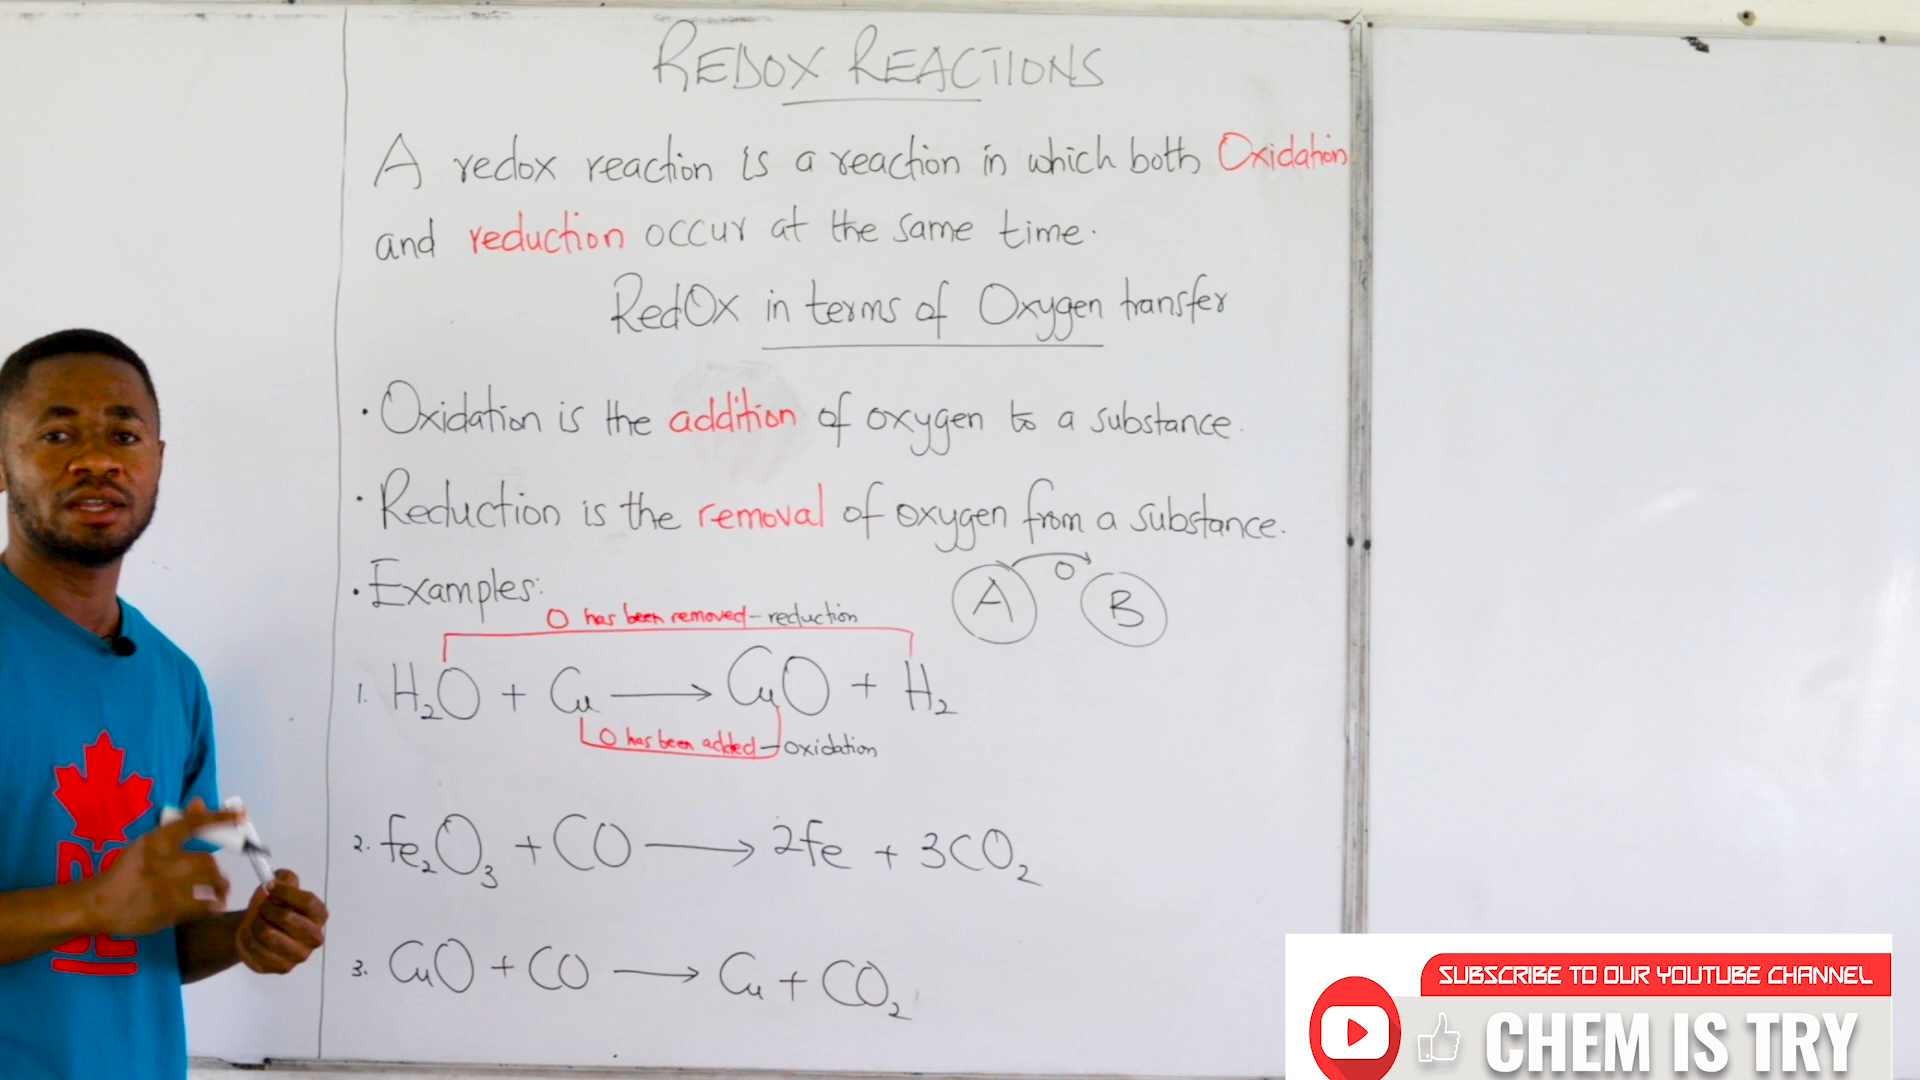 REDOX REACTIONS
A redox reaction is a reaction in which both Oxidation
and reduction occur at the same time.
RedOx in terms of Oxygen transfer
• Oxidation is the addition of oxygen to a substance.
• Reduction is the removal of oxygen from a substance.
• Examples:
A O B
O has been removed – reduction
1. H₂O + Cu ⟶ CuO + H₂
O has been added – oxidation
2. Fe₂O₃ + CO ⟶ 2Fe + 3CO₂
3. CuO + CO ⟶ Cu + CO₂
SUBSCRIBE TO OUR YOUTUBE CHANNEL
CHEM IS TRY